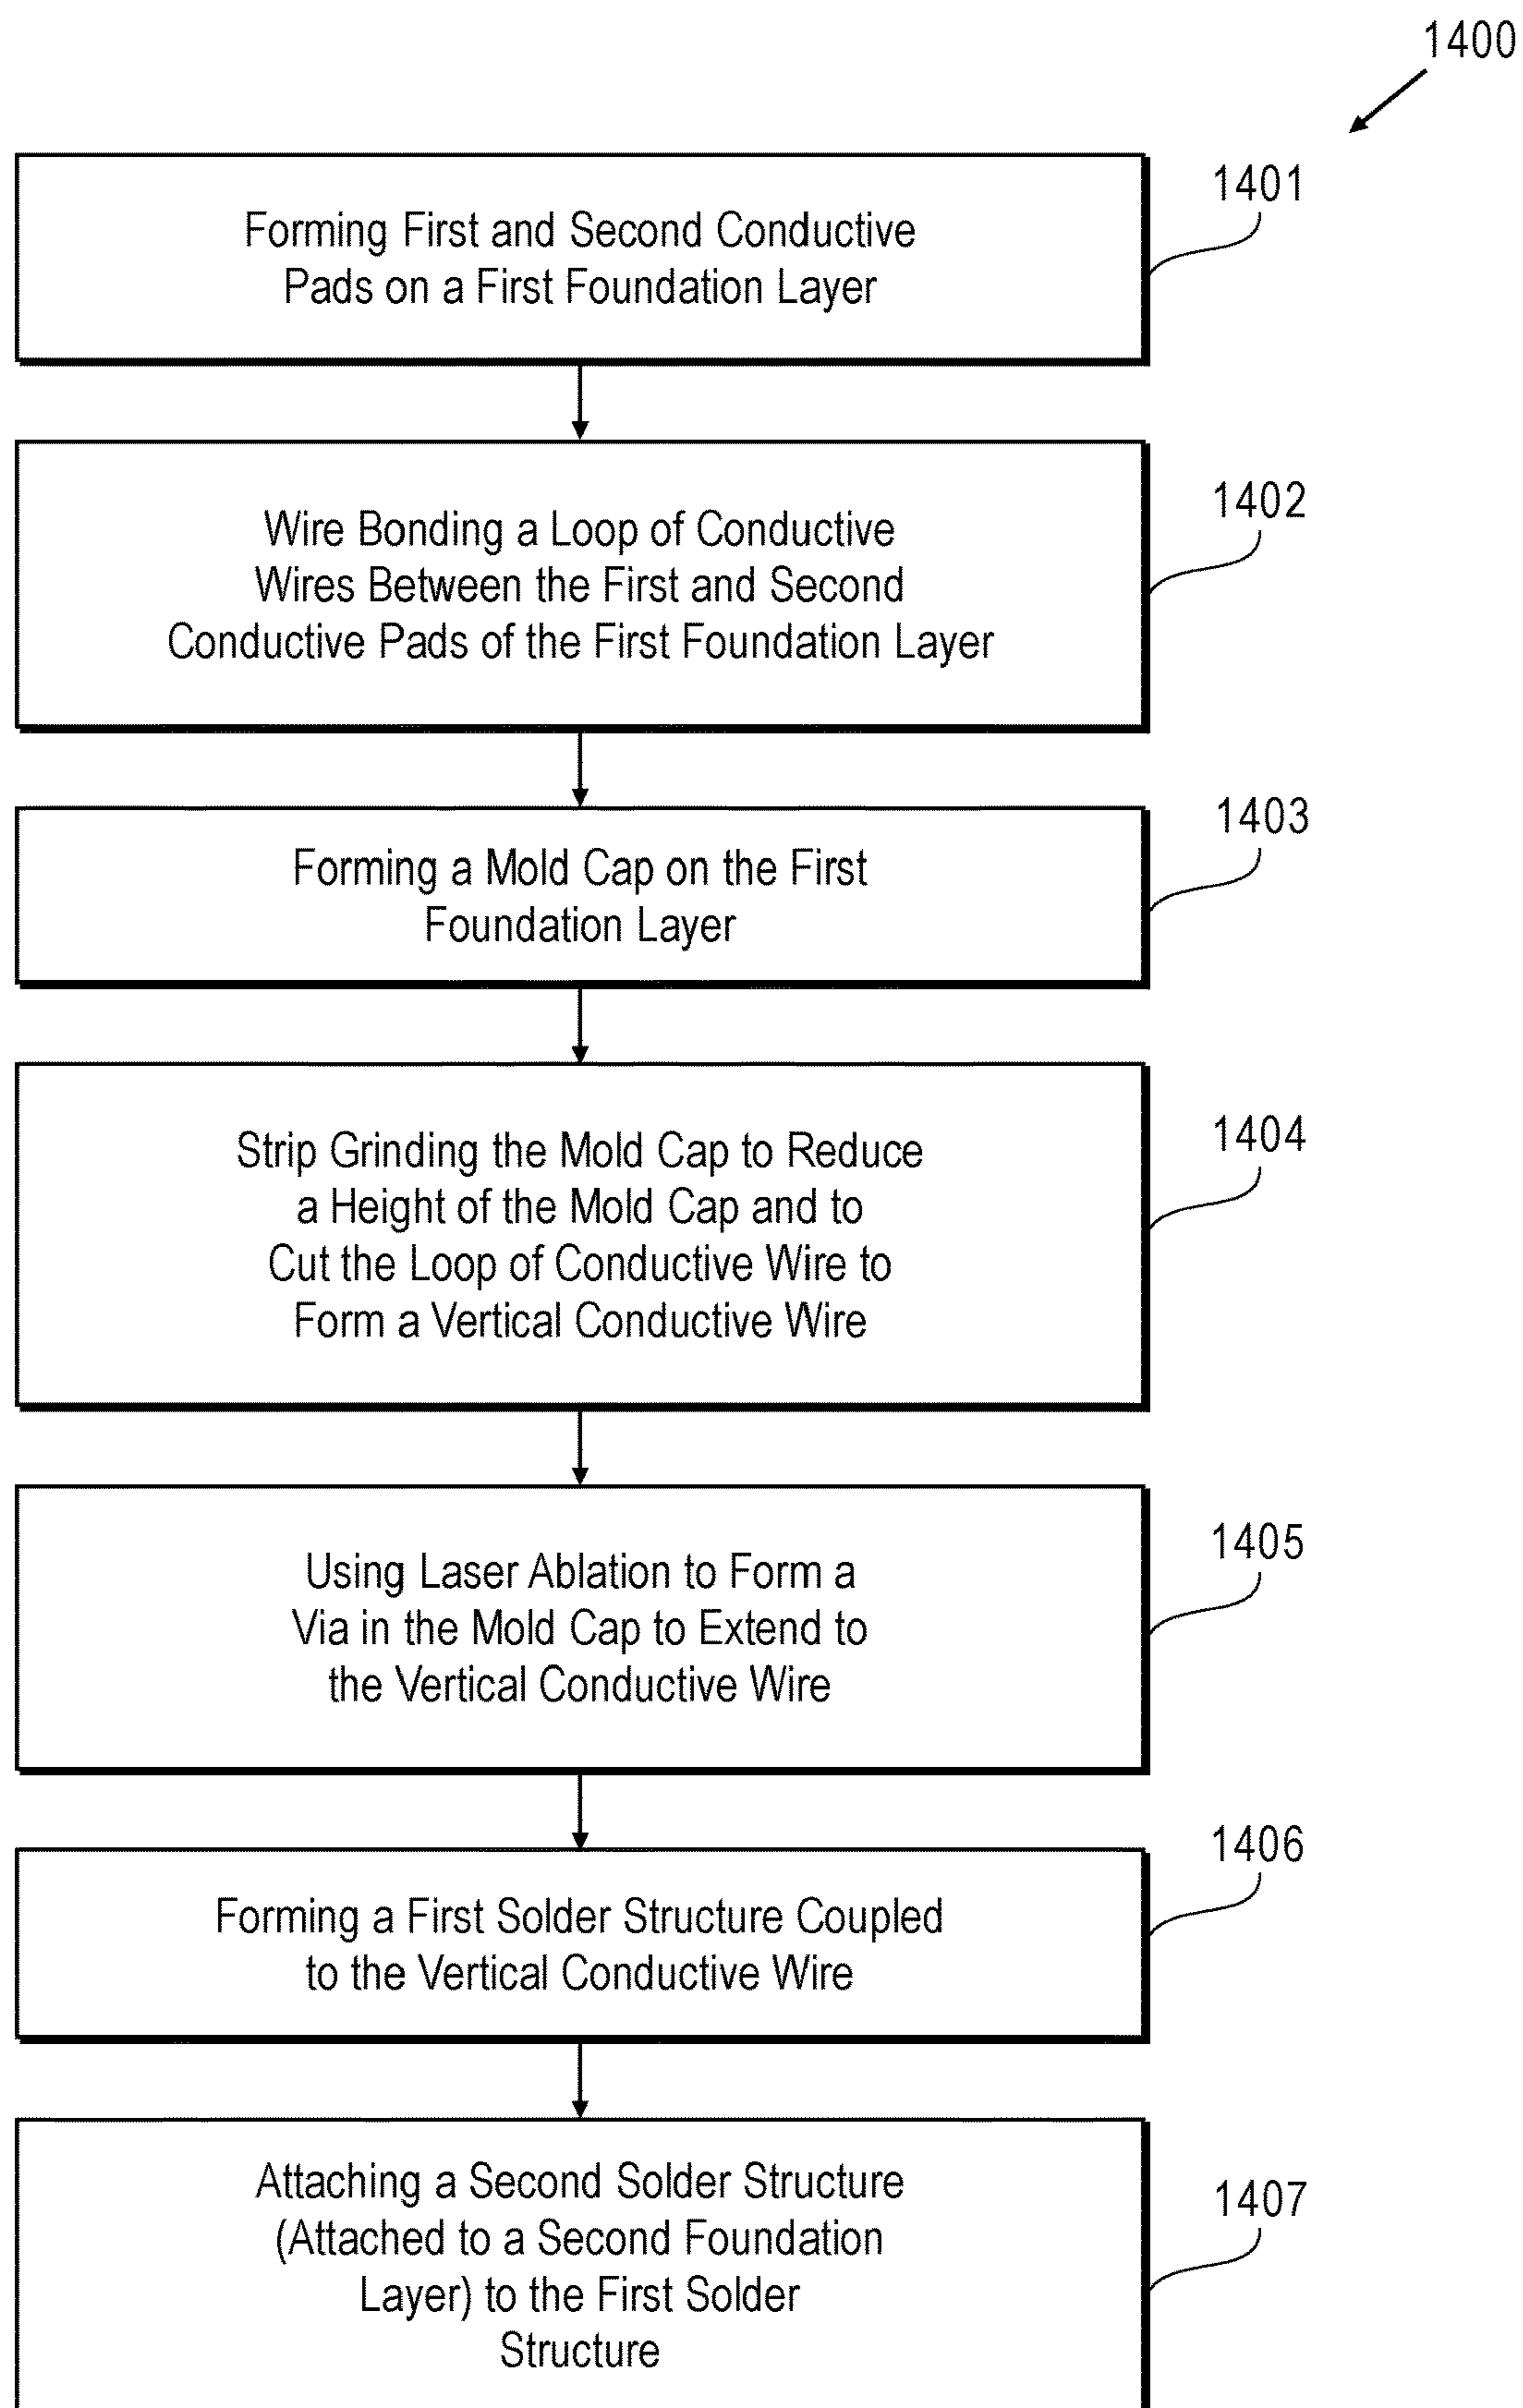 1400
1401
Forming First and Second Conductive
Pads on a First Foundation Layer
1402
Wire Bonding a Loop of Conductive
Wires Between the First and Second
Conductive Pads of the First Foundation Layer
1403
Forming a Mold Cap on the First
Foundation Layer
1404
Strip Grinding the Mold Cap to Reduce
a Height of the Mold Cap and to
Cut the Loop of Conductive Wire to
Form a Vertical Conductive Wire
1405
Using Laser Ablation to Form a
Via in the Mold Cap to Extend to
the Vertical Conductive Wire
1406
Forming a First Solder Structure Coupled
to the Vertical Conductive Wire
1407
Attaching a Second Solder Structure
(Attached to a Second Foundation
Layer) to the First Solder
Structure